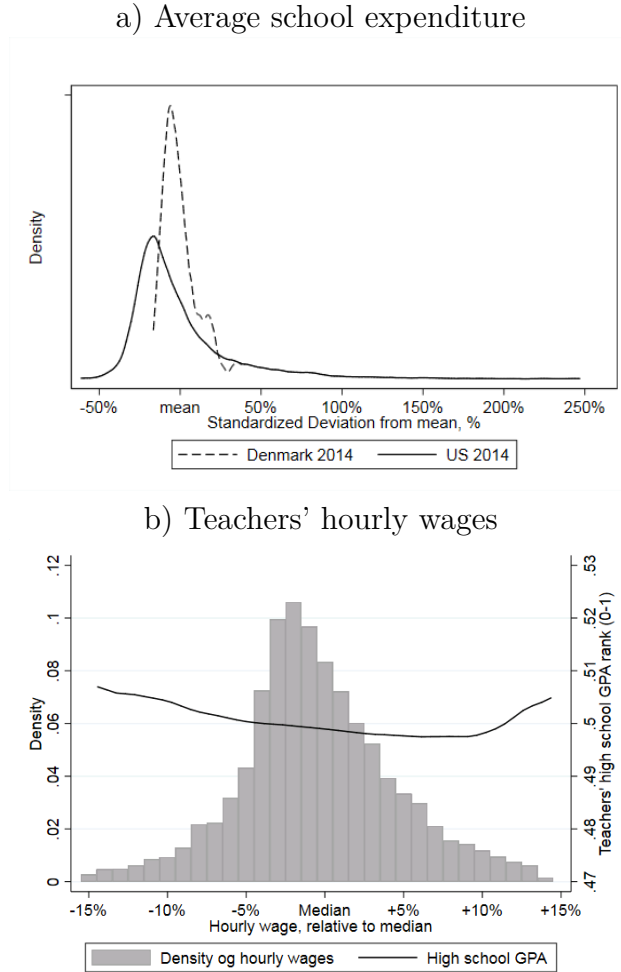 a) Average school expenditure
Density
-50% mean 50% 100% 150% 200% 250%
Standardized Deviation from mean, %
Denmark 2014 US 2014
b) Teachers' hourly wages
Density
0 .02 .04 .06 .08 .1 .12
Teachers' high school GPA rank (0-1)
.47 .48 .49 .5 .51 .52 .53
-15% -10% -5% Median +5% +10% +15%
Hourly wage, relative to median
Density og hourly wages High school GPA